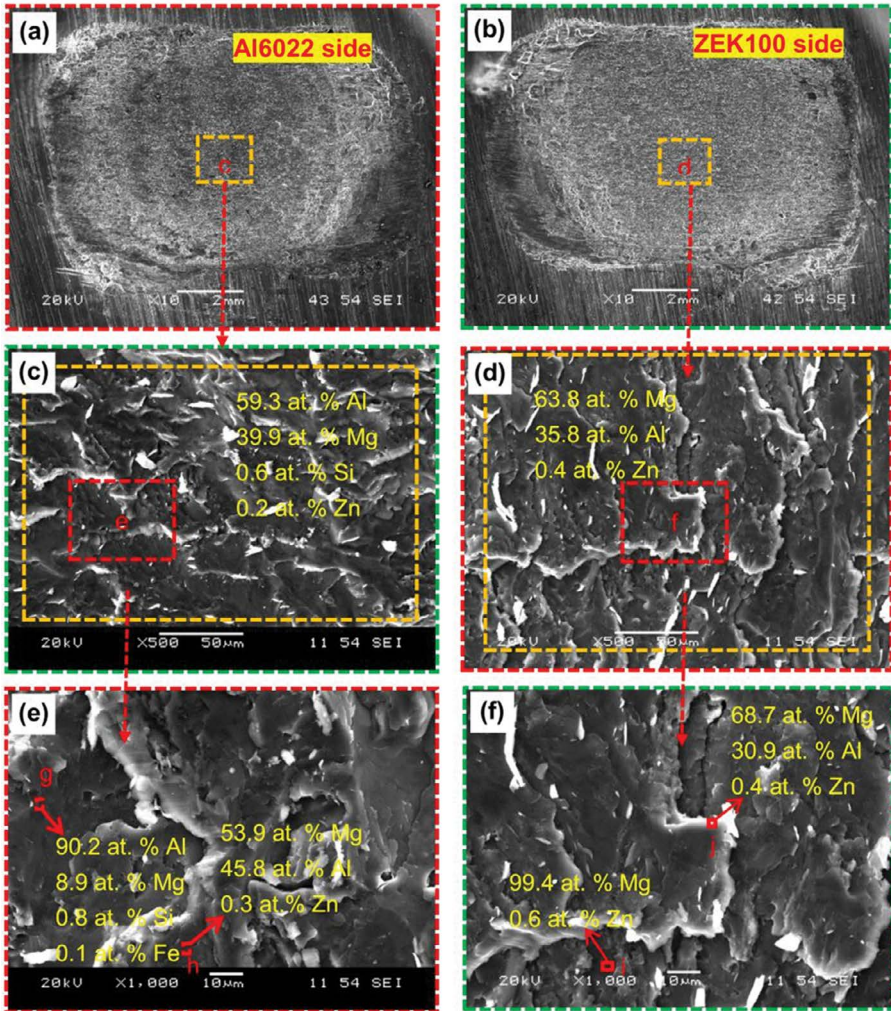 (a)
Al6022 side
c
20kV X10 2mm 43 54 SEI
(b)
ZEK100 side
d
20kV X10 2mm 42 54 SEI
(c)
59.3 at. % Al
39.9 at. % Mg
0.6 at. % Si
0.2 at. % Zn
e
20kV X500 50µm 11 54 SEI
(d)
63.8 at. % Mg
35.8 at. % Al
0.4 at. % Zn
f
20kV X500 50µm 11 54 SEI
(e)
g
90.2 at. % Al
8.9 at. % Mg
0.8 at. % Si
0.1 at. % Fe
53.9 at. % Mg
45.8 at. % Al
0.3 at.% Zn
h
20kV X1,000 10µm 11 54 SEI
(f)
68.7 at. % Mg
30.9 at. % Al
0.4 at. % Zn
j
99.4 at. % Mg
0.6 at. % Zn
i
20kV X1,000 10µm 11 54 SEI